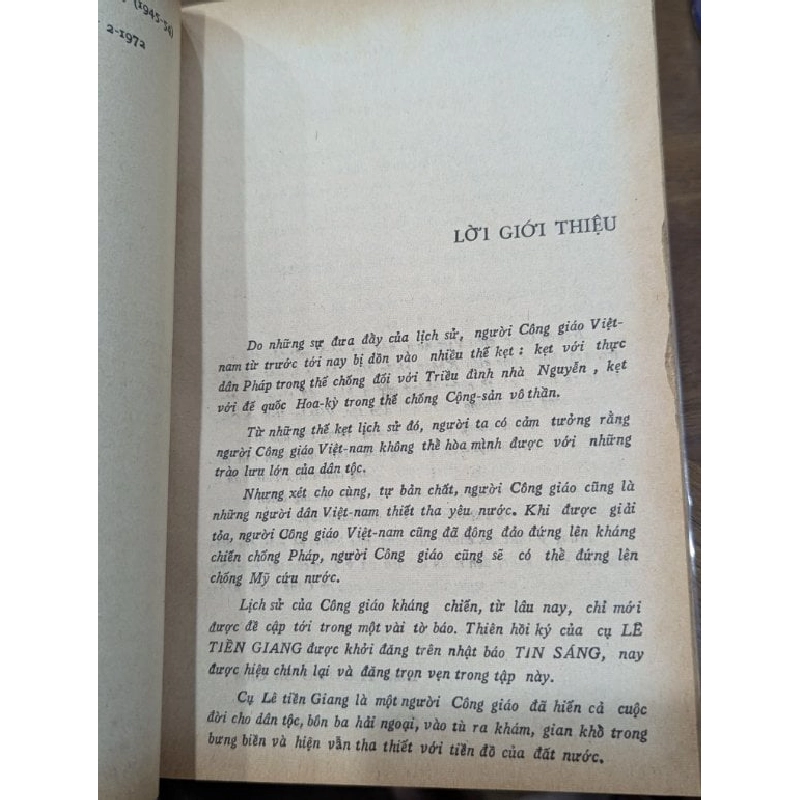 (1945-54)
2-1972
LỜI GIỚI THIỆU
Do những sự đưa đầy của lịch sử, người Công giáo Việt-
nam từ trước tới nay bị dồn vào nhiều thế kẹt : kẹt với thực
dân Pháp trong thế chống đối với Triều đình nhà Nguyễn, kẹt
với đế quốc Hoa-kỳ trong thế chống Cộng-sản vô thần.
Từ những thế kẹt lịch sử đó, người ta có cảm tưởng rằng
người Công giáo Việt-nam không thể hòa mình được với những
trào lưu lớn của dân tộc.
Nhưng xét cho cùng, tự bản chất, người Công giáo cũng là
những người dân Việt-nam thiết tha yêu nước. Khi được giải
tỏa, người Công giáo Việt-nam cũng đã động đảo đứng lên kháng
chiến chống Pháp, người Công giáo cũng sẽ có thể đứng lên
chống Mỹ cứu nước.
Lịch sử của Công giáo kháng chiến, từ lâu nay, chỉ mới
được đề cập tới trong một vài tờ báo. Thiên hồi ký của cụ LÊ
TIỀN GIANG được khởi đăng trên nhật báo TIN SÁNG, nay
được hiệu chính lại và đăng trọn vẹn trong tập này.
Cụ Lê tiền Giang là một người Công giáo đã hiến cả cuộc
đời cho dân tộc, bôn ba hải ngoại, vào tù ra khám, gian khổ trong
bưng biền và hiện vẫn tha thiết với tiền đồ của đất nước.